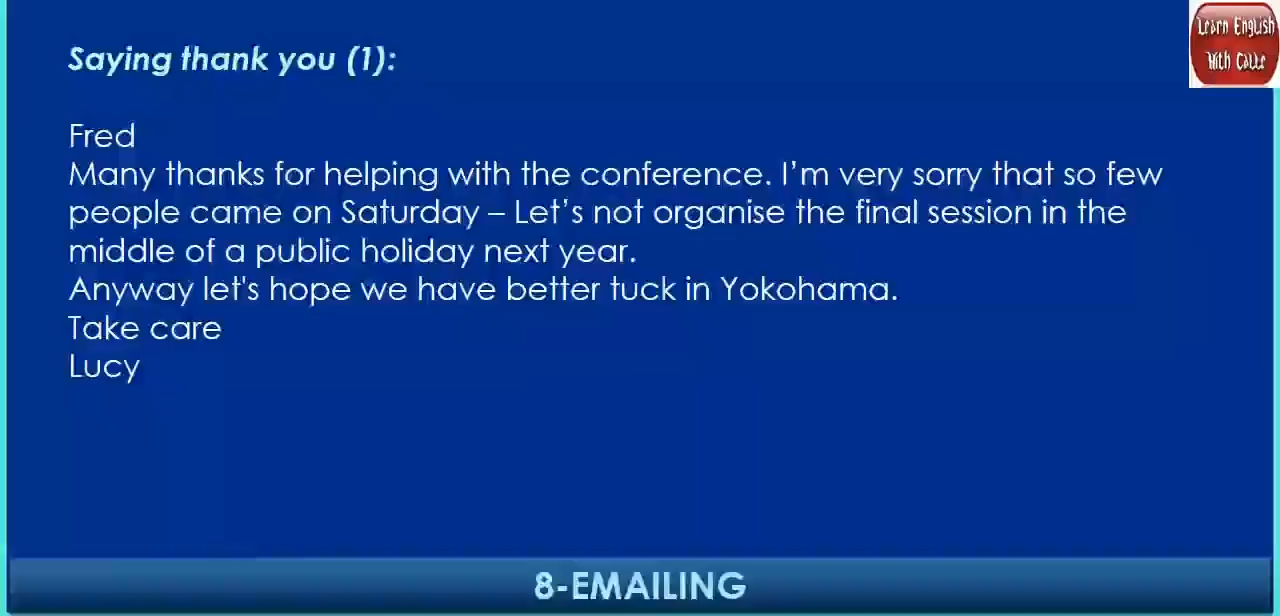 Learn English
With Cauz
Saying thank you (1):
Fred
Many thanks for helping with the conference. I’m very sorry that so few
people came on Saturday – Let’s not organise the final session in the
middle of a public holiday next year.
Anyway let's hope we have better tuck in Yokohama.
Take care
Lucy
8-EMAILING